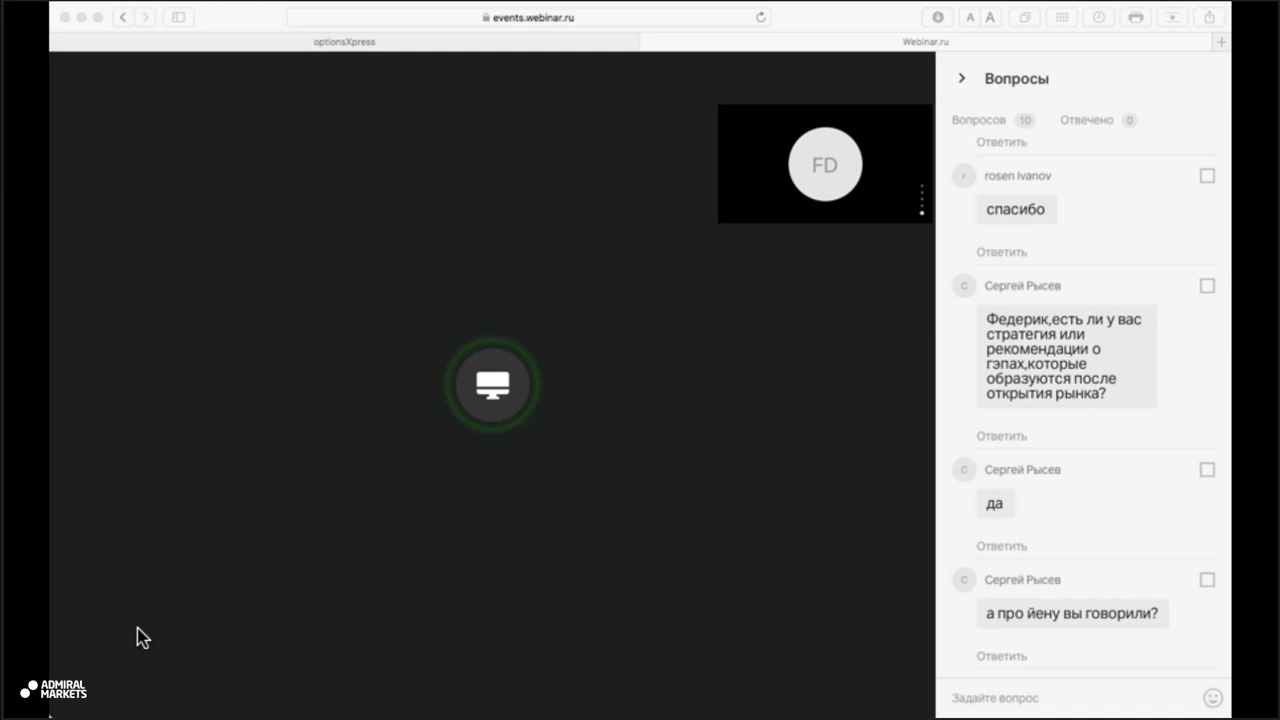 events.webinar.ru
A A
optionsXpress
Webinar.ru
+
FD
Вопросы
Вопросов 10 Отвечено 0
Ответить
r rosen ivanov
спасибо
Ответить
С Сергей Рысев
Федерик,есть ли у вас
стратегия или
рекомендации о
гэпах,которые
образуются после
открытия рынка?
Ответить
С Сергей Рысев
да
Ответить
С Сергей Рысев
а про йену вы говорили?
Ответить
Задайте вопрос
ADMIRAL
MARKETS